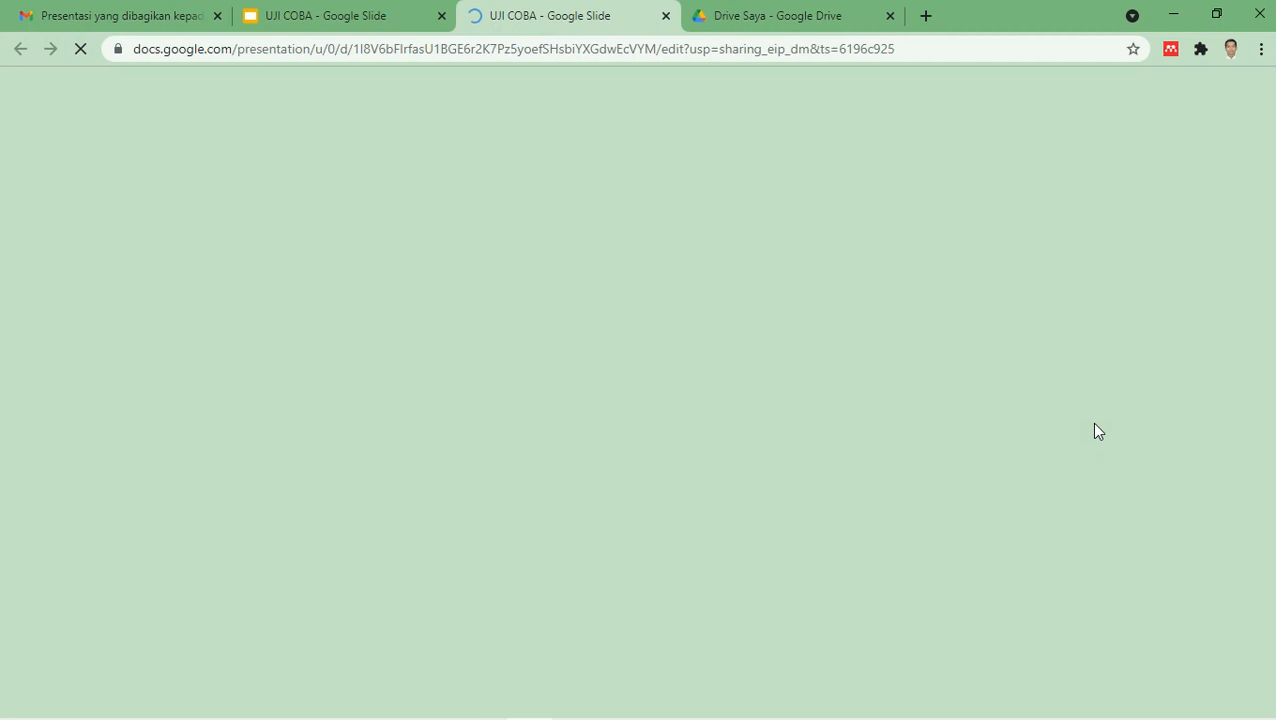 Presentasi yang dibagikan kepad
UJI COBA - Google Slide
UJI COBA - Google Slide
Drive Saya - Google Drive
docs.google.com/presentation/u/0/d/1I8V6bFIrfasU1BGE6r2K7Pz5yoefSHsbiYXGdwEcVYM/edit?usp=sharing_eip_dm&ts=6196c925